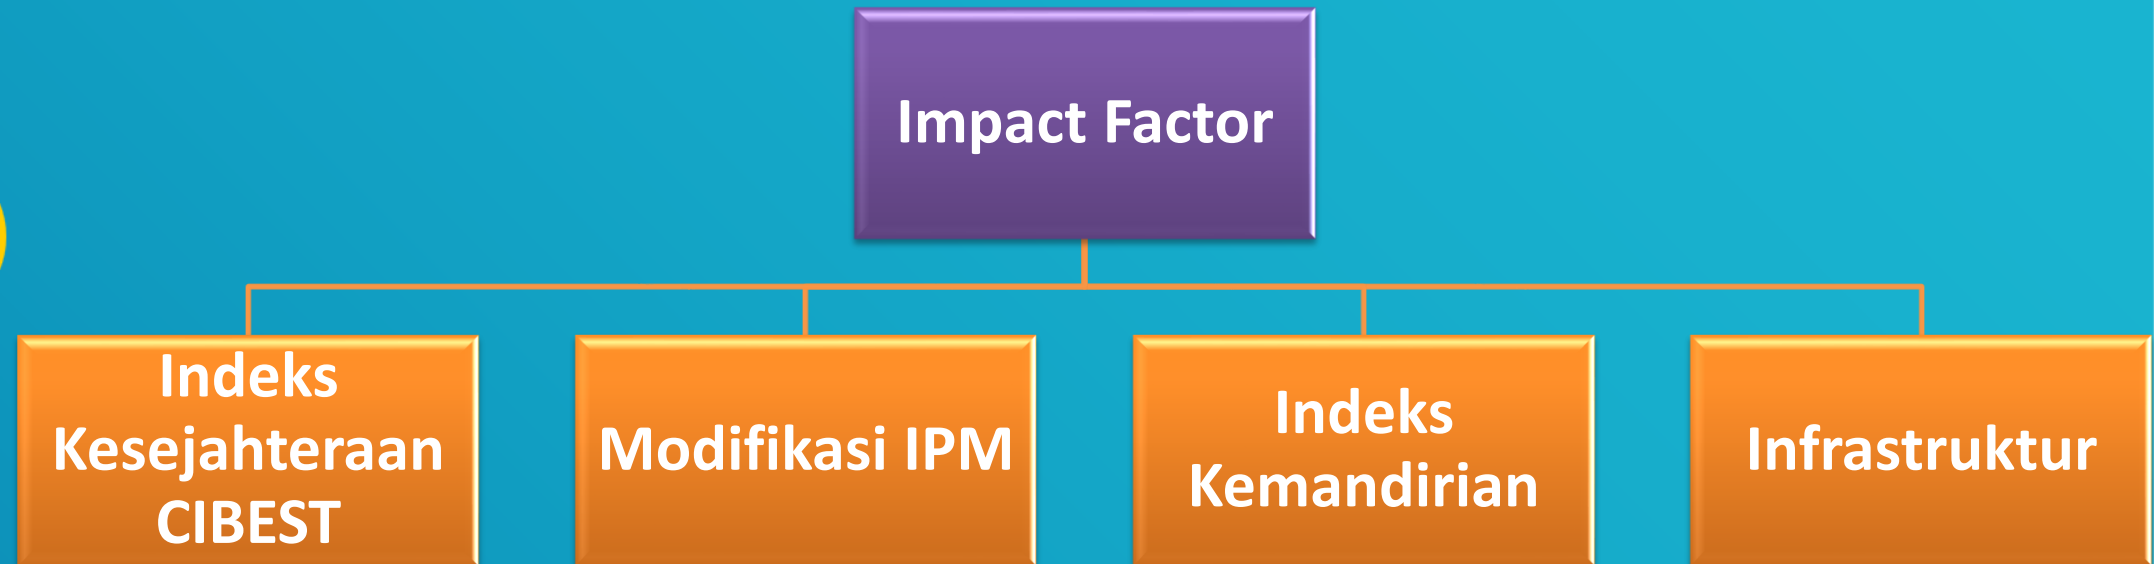 Impact Factor
Indeks
Kesejahteraan
CIBEST
Modifikasi IPM
Indeks
Kemandirian
Infrastruktur